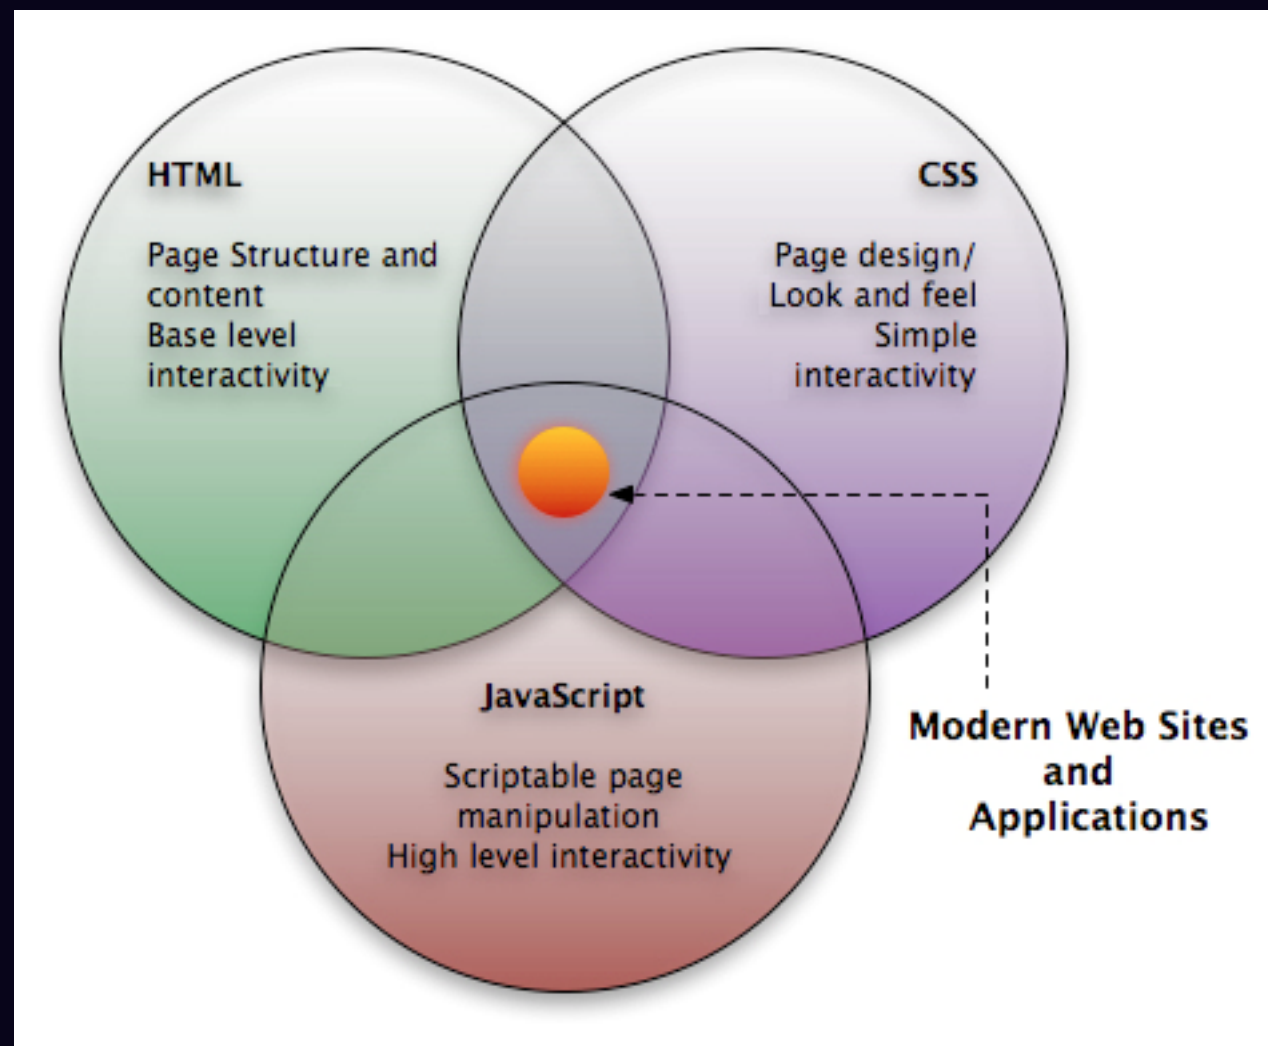 HTML
Page Structure and
content
Base level
interactivity
CSS
Page design/
Look and feel
Simple
interactivity
JavaScript
Scriptable page
manipulation
High level interactivity
Modern Web Sites
and
Applications